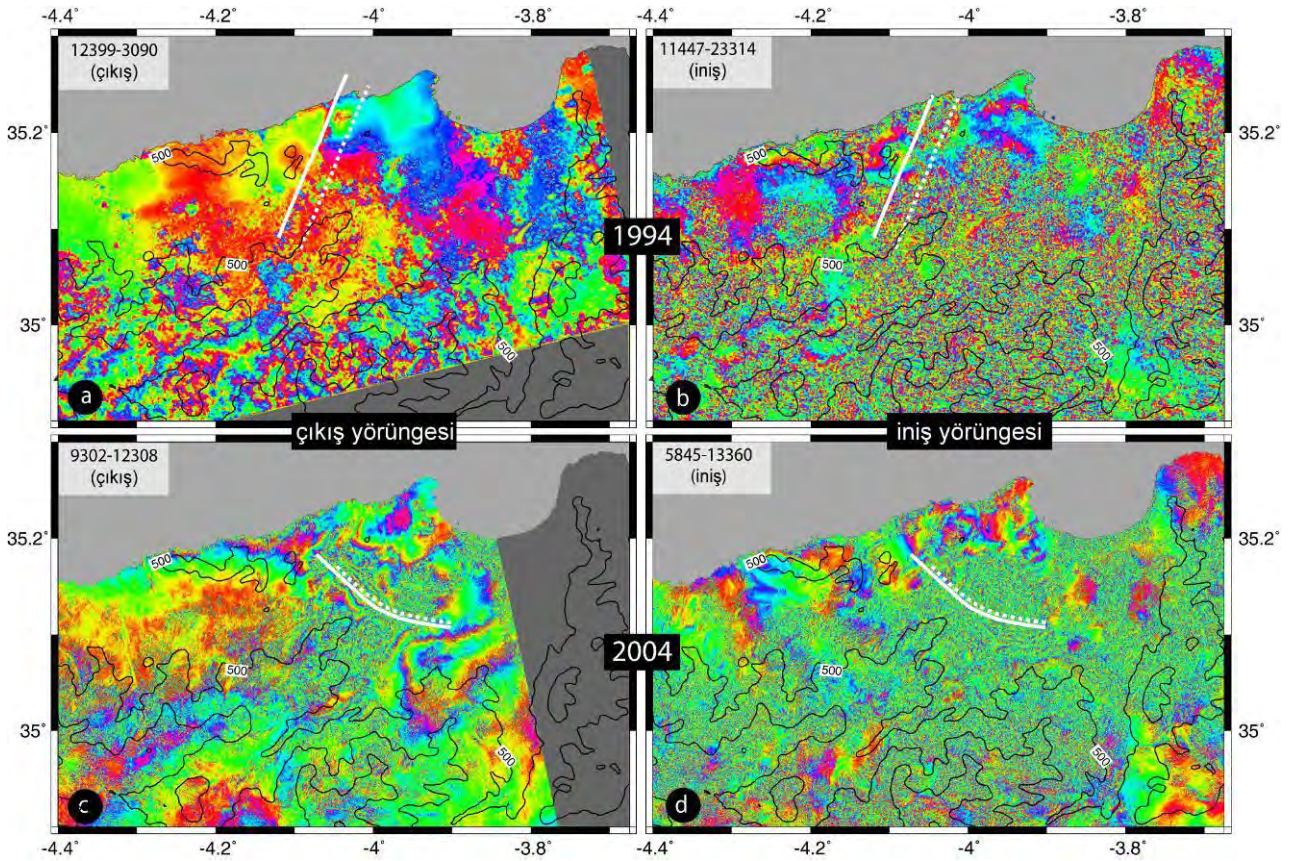 -4.4 -4.2 -4 -3.8 -4.4 -4.2 -4 -3.8
12399-3090
(çıkış)
11447-23314
(iniş)
35.2° 35.2°
500 500
1994
500 500
35° 35°
500 500
a b
çıkış yörüngesi iniş yörüngesi
9302-12308
(çıkış)
5845-13360
(iniş)
35.2° 35.2°
500 500
2004
500 500
35° 35°
500 500
c d
-4.4 -4.2 -4 -3.8 -4.4 -4.2 -4 -3.8